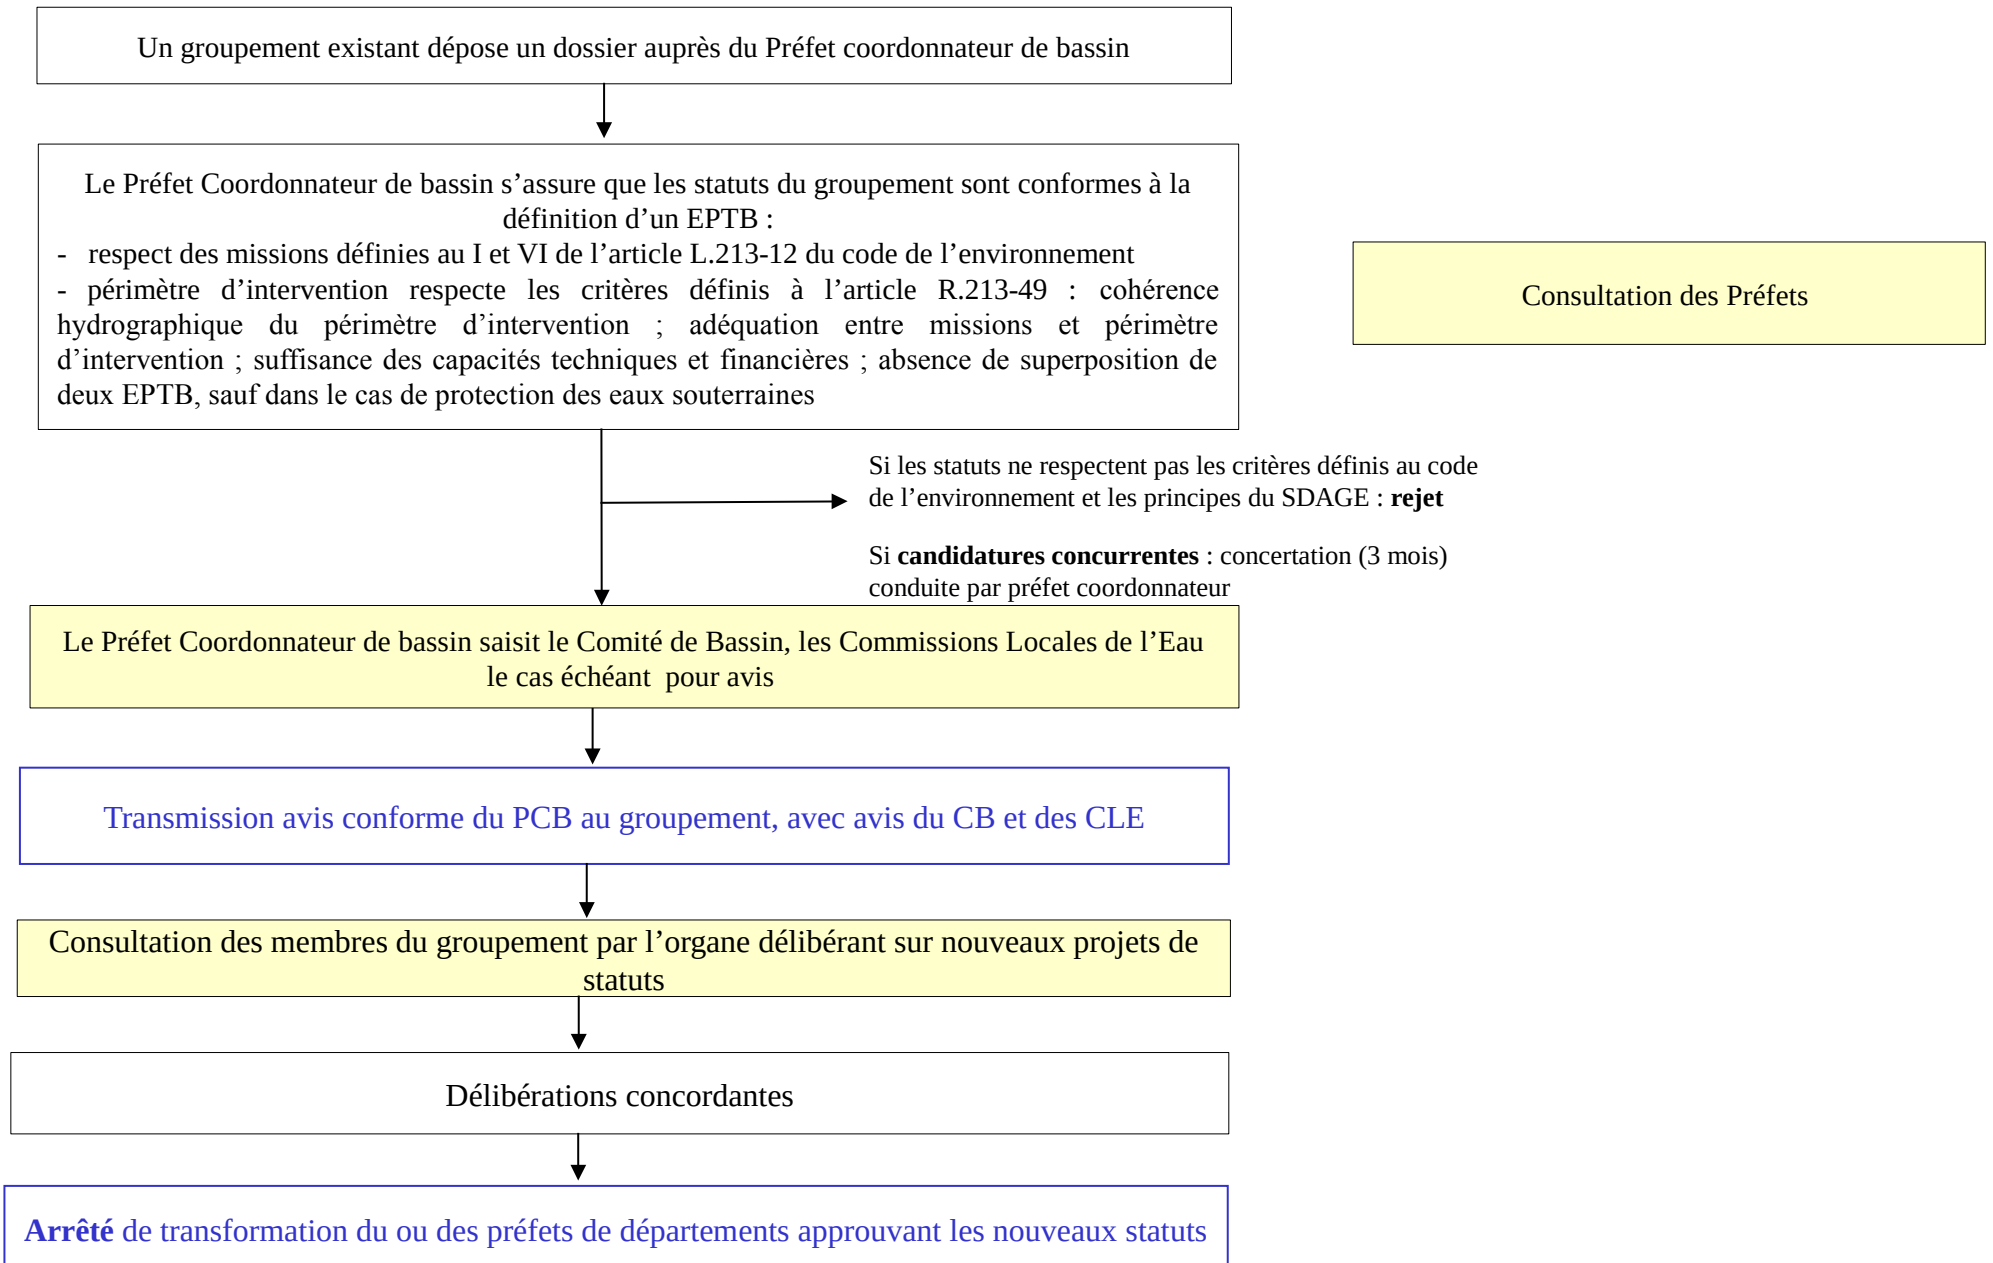 Un groupement existant dépose un dossier auprès du Préfet coordonnateur de bassin
Le Préfet Coordonnateur de bassin s’assure que les statuts du groupement sont conformes à la
définition d’un EPTB :
- respect des missions définies au I et VI de l’article L.213-12 du code de l’environnement
- périmètre d’intervention respecte les critères définis à l’article R.213-49 : cohérence
hydrographique du périmètre d’intervention ; adéquation entre missions et périmètre
d’intervention ; suffisance des capacités techniques et financières ; absence de superposition de
deux EPTB, sauf dans le cas de protection des eaux souterraines
Consultation des Préfets
Si les statuts ne respectent pas les critères définis au code
de l’environnement et les principes du SDAGE : rejet
Si candidatures concurrentes : concertation (3 mois)
conduite par préfet coordonnateur
Le Préfet Coordonnateur de bassin saisit le Comité de Bassin, les Commissions Locales de l’Eau
le cas échéant pour avis
Transmission avis conforme du PCB au groupement, avec avis du CB et des CLE
Consultation des membres du groupement par l’organe délibérant sur nouveaux projets de
statuts
Délibérations concordantes
Arrêté de transformation du ou des préfets de départements approuvant les nouveaux statuts